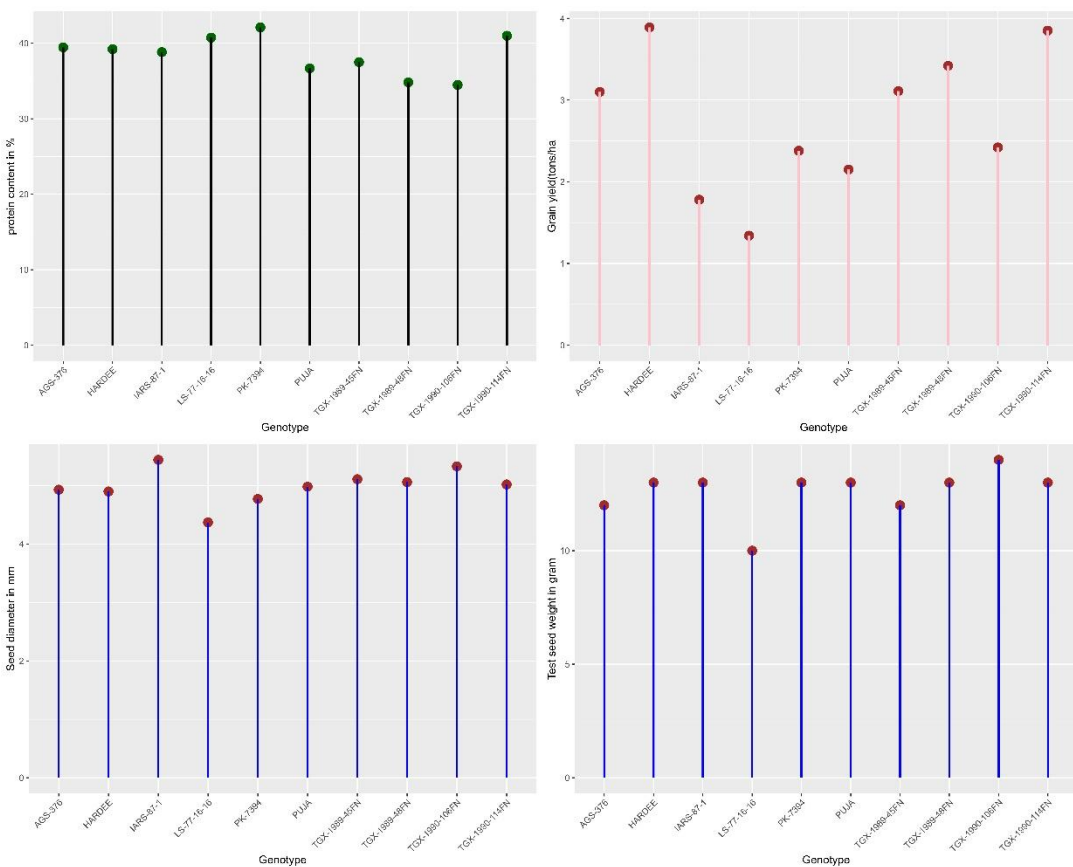 protein content in %
40
30
20
10
0
AGS-376
HARDEE
IARS-87-1
LS-77-16-16
PK-7394
PUJA
TGX-1989-45FN
TGX-1989-48FN
TGX-1990-106FN
TGX-1990-114FN
Genotype
Grain yield(tons/ha
4
3
2
1
0
AGS-376
HARDEE
IARS-87-1
LS-77-16-16
PK-7394
PUJA
TGX-1989-45FN
TGX-1989-48FN
TGX-1990-106FN
TGX-1990-114FN
Genotype
Seed diameter in mm
4
2
0
AGS-376
HARDEE
IARS-87-1
LS-77-16-16
PK-7394
PUJA
TGX-1989-45FN
TGX-1989-48FN
TGX-1990-106FN
TGX-1990-114FN
Genotype
Test seed weight in gram
10
5
0
AGS-376
HARDEE
IARS-87-1
LS-77-16-16
PK-7394
PUJA
TGX-1989-45FN
TGX-1989-48FN
TGX-1990-106FN
TGX-1990-114FN
Genotype